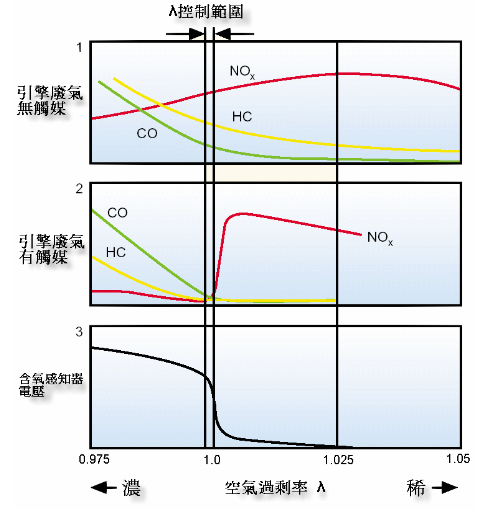 λ控制範圍
1
引擎廢氣
無觸媒
NOx
HC
CO
2
引擎廢氣
有觸媒
CO
HC
NOx
3
含氧感知器
電壓
0.975 1.0 1.025 1.05
濃 空氣過剩率 λ 稀